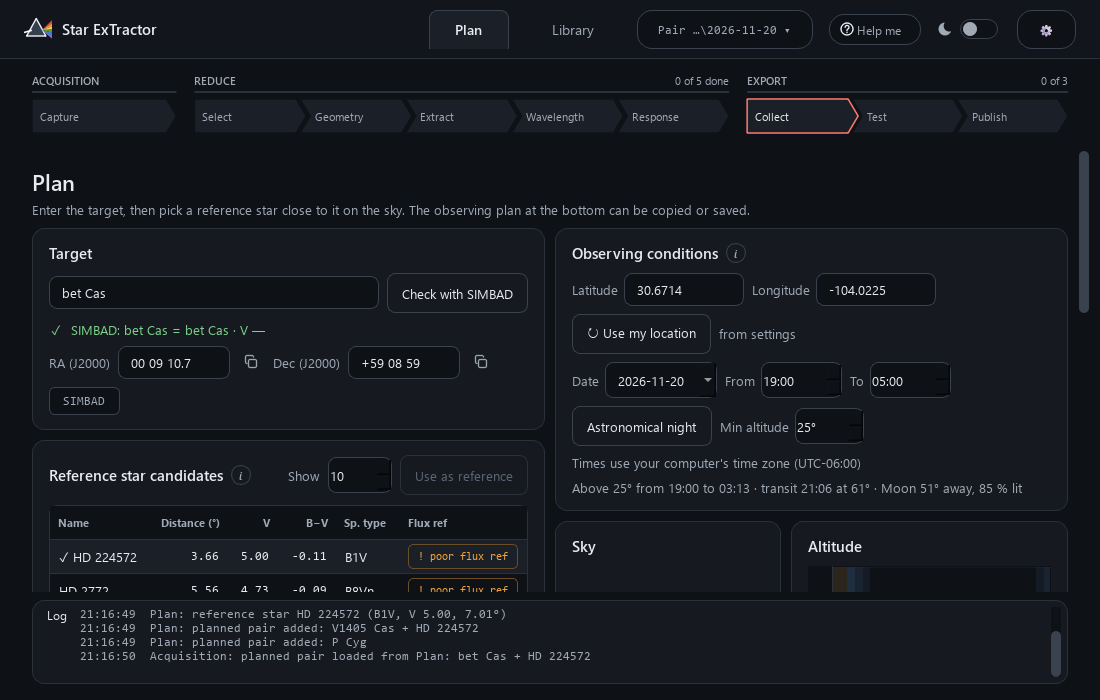 Star ExTractor
Plan
Library
Pair …\2026-11-20 ▾
Help me
ACQUISITION
REDUCE
0 of 5 done
EXPORT
0 of 3
Capture
Select
Geometry
Extract
Wavelength
Response
Collect
Test
Publish
Plan
Enter the target, then pick a reference star close to it on the sky. The observing plan at the bottom can be copied or saved.
Target
bet Cas
Check with SIMBAD
✓ SIMBAD: bet Cas = bet Cas · V —
RA (J2000) 00 09 10.7 Dec (J2000) +59 08 59
SIMBAD
Reference star candidates i Show 10 Use as reference
Name Distance (°) V B−V Sp. type Flux ref
✓ HD 224572 3.66 5.00 -0.11 B1V ! poor flux ref
HD 2772 5.56 4.73 -0.09 B8Vn ! poor flux ref
Observing conditions i
Latitude 30.6714 Longitude -104.0225
Use my location from settings
Date 2026-11-20 From 19:00 To 05:00
Astronomical night Min altitude 25°
Times use your computer's time zone (UTC-06:00)
Above 25° from 19:00 to 03:13 · transit 21:06 at 61° · Moon 51° away, 85 % lit
Sky
Altitude
Log
21:16:49 Plan: reference star HD 224572 (B1V, V 5.00, 7.01°)
21:16:49 Plan: planned pair added: V1405 Cas + HD 224572
21:16:49 Plan: planned pair added: P Cyg
21:16:50 Acquisition: planned pair loaded from Plan: bet Cas + HD 224572